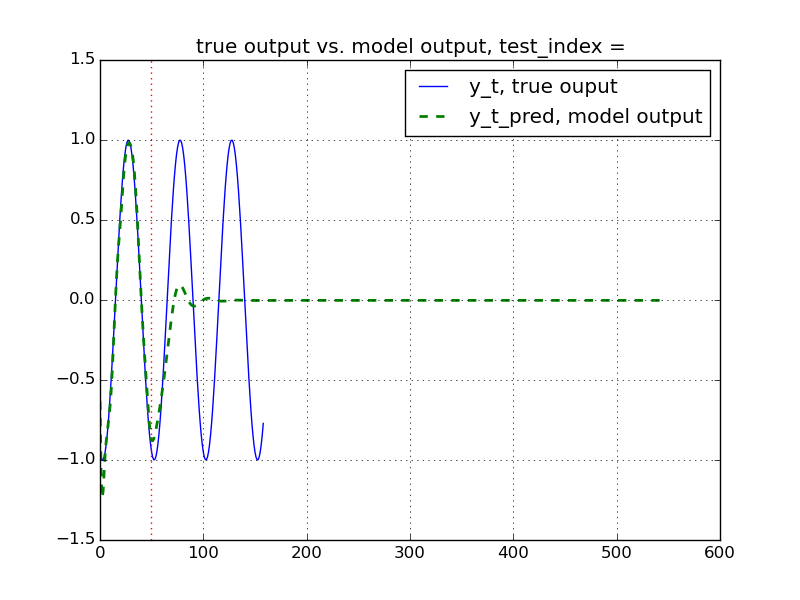 true output vs. model output, test_index =
y_t, true ouput
y_t_pred, model output
1.5
1.0
0.5
0.0
−0.5
−1.0
−1.5
0 100 200 300 400 500 600